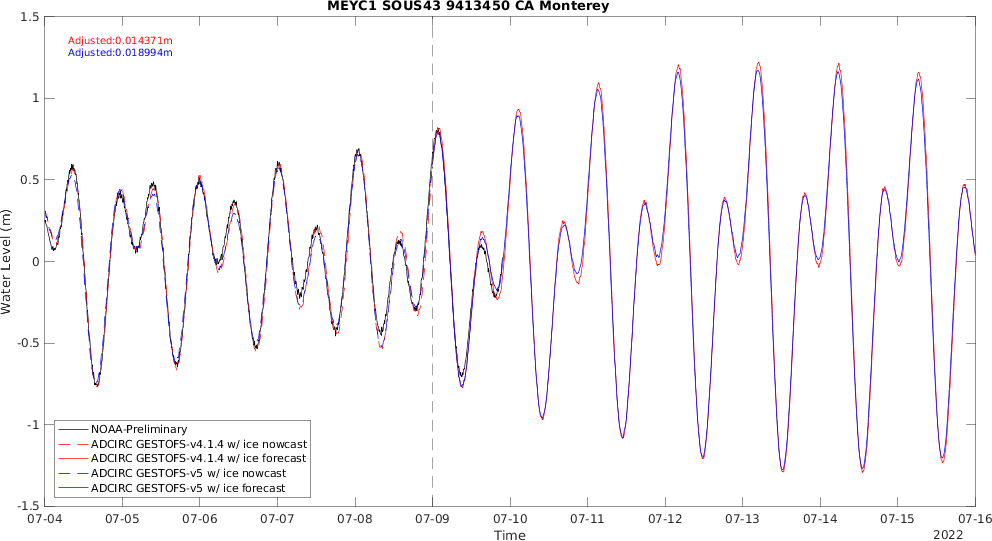 MEYC1 SOUS43 9413450 CA Monterey
1.5
Adjusted:0.014371m
Adjusted:0.018994m
1
0.5
0
-0.5
-1
-1.5
Water Level (m)
NOAA-Preliminary
ADCIRC GESTOFS-v4.1.4 w/ ice nowcast
ADCIRC GESTOFS-v4.1.4 w/ ice forecast
ADCIRC GESTOFS-v5 w/ ice nowcast
ADCIRC GESTOFS-v5 w/ ice forecast
07-04 07-05 07-06 07-07 07-08 07-09 07-10 07-11 07-12 07-13 07-14 07-15 07-16
Time
2022